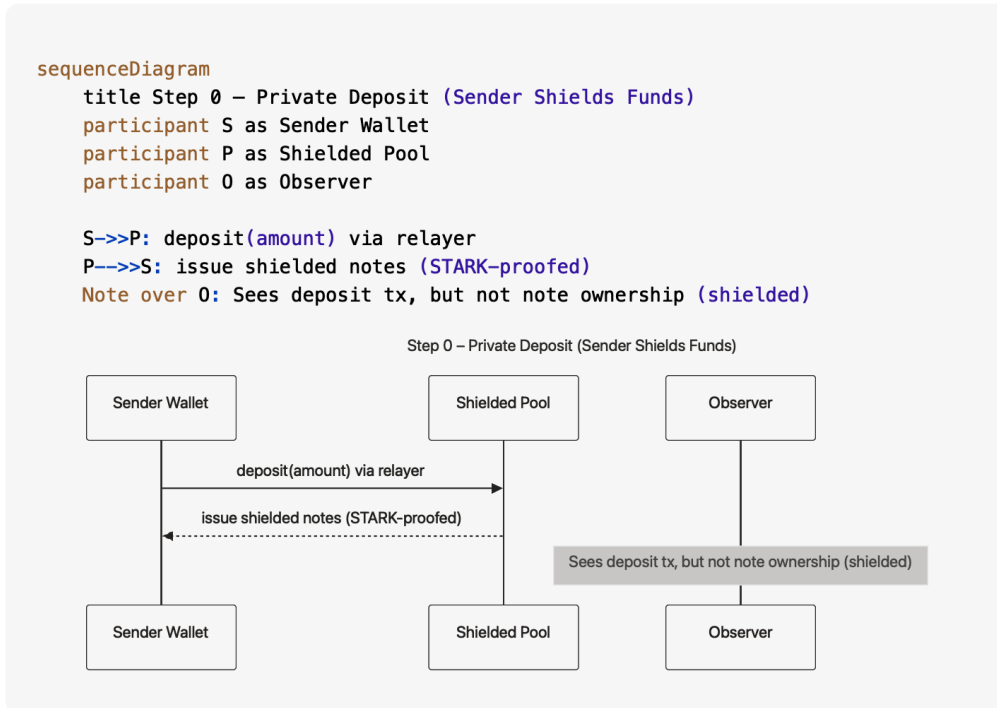 sequenceDiagram
title Step 0 – Private Deposit (Sender Shields Funds)
participant S as Sender Wallet
participant P as Shielded Pool
participant O as Observer
S->>P: deposit(amount) via relayer
P-->>S: issue shielded notes (STARK-proofed)
Note over O: Sees deposit tx, but not note ownership (shielded)
Step 0 – Private Deposit (Sender Shields Funds)
Sender Wallet
Shielded Pool
Observer
deposit(amount) via relayer
issue shielded notes (STARK-proofed)
Sees deposit tx, but not note ownership (shielded)
Sender Wallet
Shielded Pool
Observer